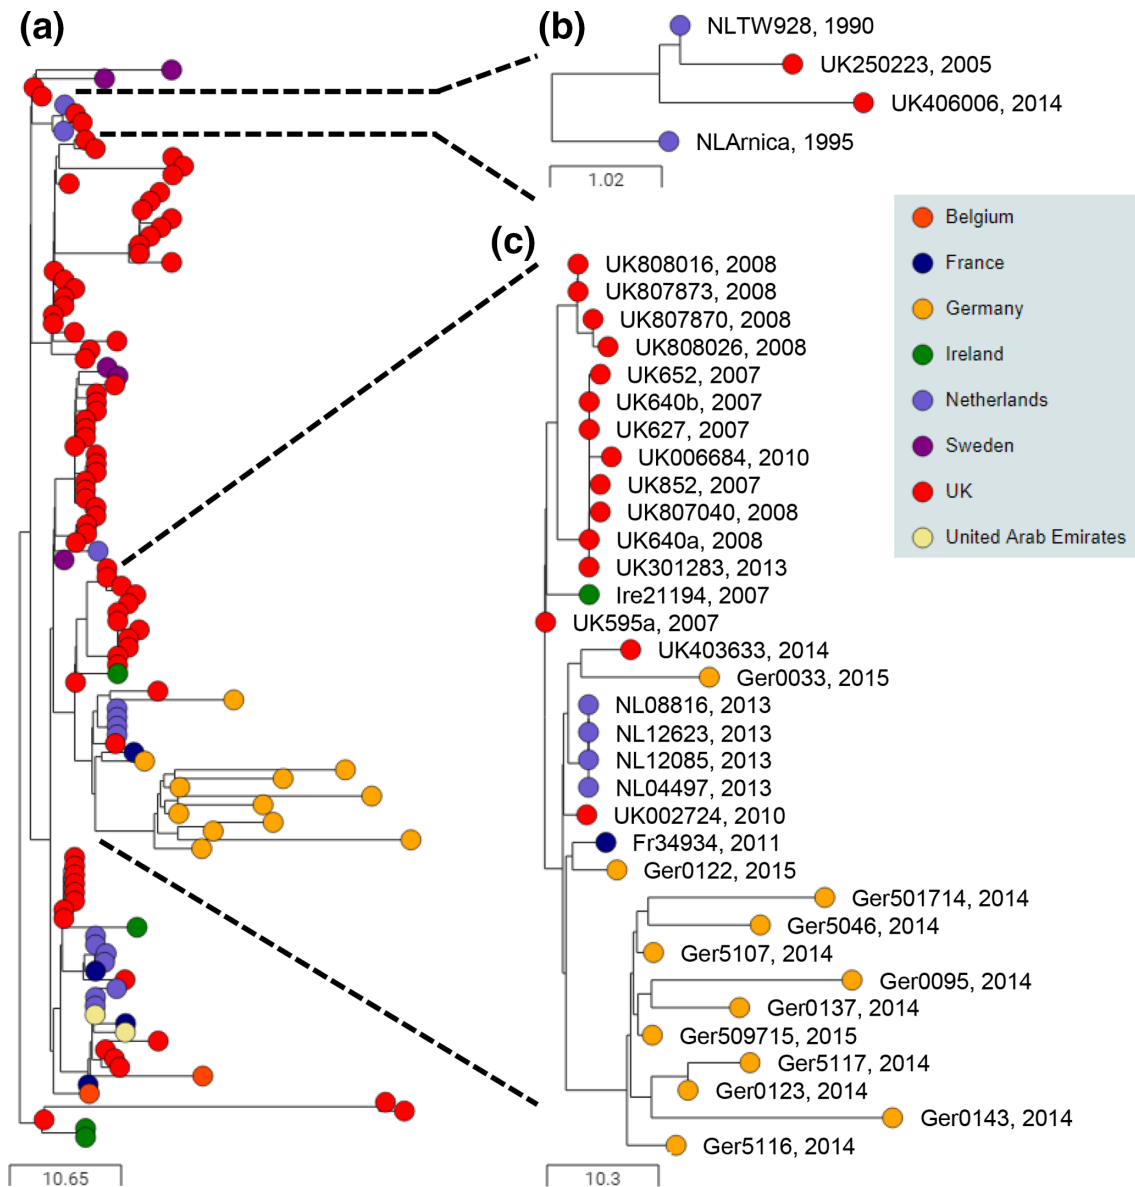 (a)
(b)
NLTW928, 1990
UK250223, 2005
UK406006, 2014
NLArnica, 1995
1.02
Belgium
France
Germany
Ireland
Netherlands
Sweden
UK
United Arab Emirates
(c)
UK808016, 2008
UK807873, 2008
UK807870, 2008
UK808026, 2008
UK652, 2007
UK640b, 2007
UK627, 2007
UK006684, 2010
UK852, 2007
UK807040, 2008
UK640a, 2008
UK301283, 2013
Ire21194, 2007
UK595a, 2007
UK403633, 2014
Ger0033, 2015
NL08816, 2013
NL12623, 2013
NL12085, 2013
NL04497, 2013
UK002724, 2010
Fr34934, 2011
Ger0122, 2015
Ger501714, 2014
Ger5046, 2014
Ger5107, 2014
Ger0095, 2014
Ger0137, 2014
Ger509715, 2015
Ger5117, 2014
Ger0123, 2014
Ger0143, 2014
Ger5116, 2014
10.65
10.3